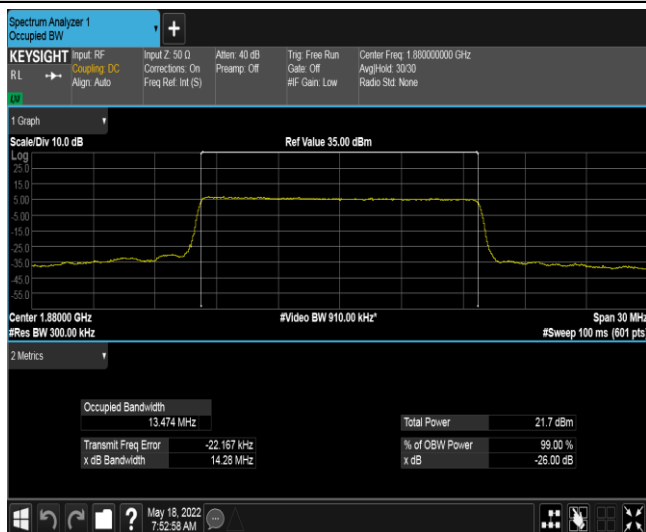 Spectrum Analyzer 1
Occupied BW
+
KEYSIGHT
RL
Input: RF
Coupling: DC
Align: Auto
Input Z: 50 Ω
Corrections: On
Freq Ref: Int (S)
Atten: 40 dB
Preamp: Off
Trig: Free Run
Gate: Off
#IF Gain: Low
Center Freq: 1.880000000 GHz
Avg|Hold: 30/30
Radio Std: None
1 Graph
Scale/Div 10.0 dB
Ref Value 35.00 dBm
Log
25.0
15.0
5.00
-5.00
-15.0
-25.0
-35.0
-45.0
-55.0
Center 1.88000 GHz
#Video BW 910.00 kHz*
Span 30 MHz
#Res BW 300.00 kHz
#Sweep 100 ms (601 pts)
2 Metrics
Occupied Bandwidth
13.474 MHz
Transmit Freq Error -22.167 kHz
x dB Bandwidth 14.28 MHz
Total Power 21.7 dBm
% of OBW Power 99.00 %
x dB -26.00 dB
?
May 18, 2022
7:52:58 AM